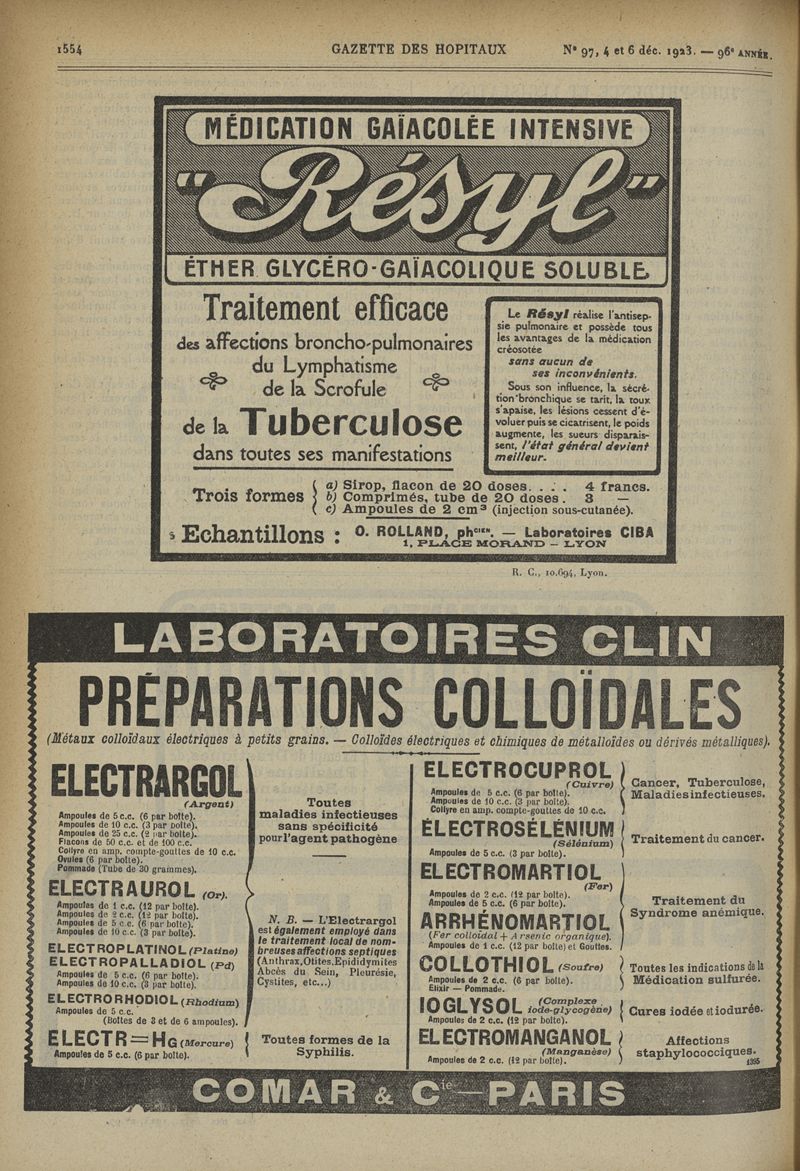 1554
GAZETTE DES HOPITAUX
N° 97, 4 et 6 déc. 1923. — 96e ANNÉE.
MÉDICATION GAÏACOLÉE INTENSIVE
"Résyl"
ÉTHER GLYCÉRO-GAÏACOLIQUE SOLUBLE
Traitement efficace
des affections broncho-pulmonaires
du Lymphatisme
de la Scrofule
de la Tuberculose
dans toutes ses manifestations
Le Résyl réalise l'antisep-
sie pulmonaire et possède tous
les avantages de la médication
créosotée
sans aucun de
ses inconvénients.
Sous son influence, la sécré-
tion bronchique se tarit, la toux
s'apaise, les lésions cessent d'é-
voluer puis se cicatrisent, le poids
augmente, les sueurs disparais-
sent, l'état général devient
meilleur.
Trois formes
a) Sirop, flacon de 20 doses. . . . 4 francs.
b) Comprimés, tube de 20 doses . 3 —
c) Ampoules de 2 cm³ (injection sous-cutanée).
Echantillons : O. ROLLAND, phcien. — Laboratoires CIBA
1, PLACE MORAND – LYON
R. C., 10.694, Lyon.
LABORATOIRES CLIN
PRÉPARATIONS COLLOÏDALES
(Métaux colloïdaux électriques à petits grains. — Colloïdes électriques et chimiques de métalloïdes ou dérivés métalliques).
ELECTRARGOL
(Argent)
Ampoules de 5 c.c. (6 par boîte).
Ampoules de 10 c.c. (3 par boîte).
Ampoules de 25 c.c. (2 par boîte).
Flacons de 50 c.c. et de 100 c.c.
Collyre en amp. compte-gouttes de 10 c.c.
Ovules (6 par boîte).
Pommade (Tube de 30 grammes).
ELECTRAUROL (Or).
Ampoules de 1 c.c. (12 par boîte).
Ampoules de 2 c.c. (12 par boîte).
Ampoules de 5 c.c. (6 par boîte).
Ampoules de 10 c.c. (3 par boîte).
ELECTROPLATINOL (Platine)
ELECTROPALLADIOL (Pd)
Ampoules de 5 c.c. (6 par boîte).
Ampoules de 10 c.c. (3 par boîte).
ELECTRORHODIOL (Rhodium)
Ampoules de 5 c.c.
(Boîtes de 3 et de 6 ampoules).
ELECTR=HG (Mercure)
Ampoules de 5 c.c. (6 par boîte).
Toutes
maladies infectieuses
sans spécificité
pour l'agent pathogène
N. B. — L'Electrargol
est également employé dans
le traitement local de nom-
breuses affections septiques
(Anthrax, Otites, Epididymites
Abcès du Sein, Pleurésie,
Cystites, etc...)
Toutes formes de la
Syphilis.
ELECTROCUPROL
(Cuivre)
Ampoules de 5 c.c. (6 par boîte).
Ampoules de 10 c.c. (3 par boîte).
Collyre en amp. compte-gouttes de 10 c.c.
Cancer, Tuberculose,
Maladies infectieuses.
ÉLECTROSÉLÉNIUM
(Sélénium)
Ampoules de 5 c.c. (3 par boîte).
Traitement du cancer.
ELECTROMARTIOL
(Fer)
Ampoules de 2 c.c. (12 par boîte).
Ampoules de 5 c.c. (6 par boîte).
ARRHÉNOMARTIOL
(Fer colloïdal + Arsenic organique).
Ampoules de 1 c.c. (12 par boîte) et Gouttes.
Traitement du
Syndrome anémique.
COLLOTHIOL (Soufre)
Ampoules de 2 c.c. (6 par boîte).
Elixir — Pommade.
Toutes les indications de la
Médication sulfurée.
IOGLYSOL (Complexe
iode-glycogène)
Ampoules de 2 c.c. (12 par boîte).
Cures iodée et iodurée.
ELECTROMANGANOL
(Manganèse)
Ampoules de 2 c.c. (12 par boîte).
Affections
staphylococciques.
1395
COMAR & Cie — PARIS